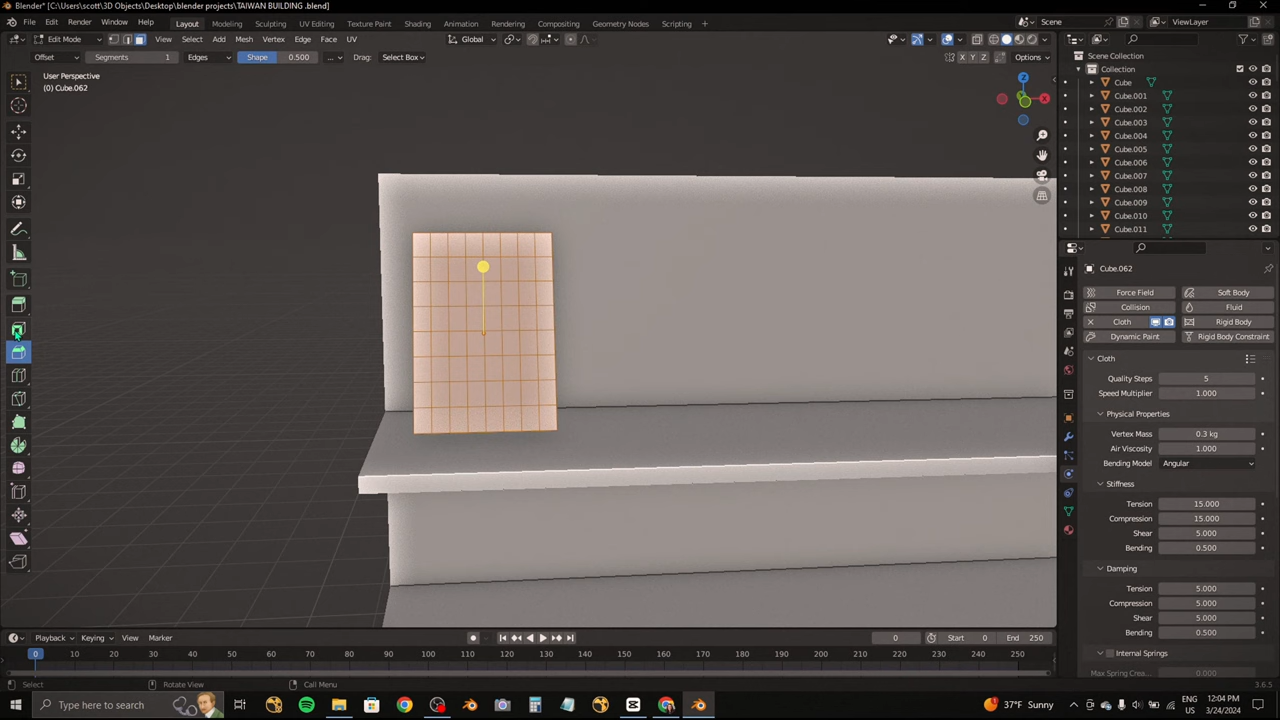 Blender* [C:\Users\scott\3D Objects\Desktop\blender projects\TAIWAN BUILDING .blend]
File Edit Render Window Help Layout Modeling Sculpting UV Editing Texture Paint Shading Animation Rendering Compositing Geometry Nodes Scripting + Scene ViewLayer
Edit Mode View Select Add Mesh Vertex Edge Face UV Global
Offset Segments 1 Edges Shape 0.500 ... Drag: Select Box X Y Z Options
User Perspective
(0) Cube.062
Z
X
Scene Collection
Collection
Cube
Cube.001
Cube.002
Cube.003
Cube.004
Cube.005
Cube.006
Cube.007
Cube.008
Cube.009
Cube.010
Cube.011
Cube.062
Force Field Soft Body
Collision Fluid
Cloth Rigid Body
Dynamic Paint Rigid Body Constraint
Cloth
Quality Steps 5
Speed Multiplier 1.000
Physical Properties
Vertex Mass 0.3 kg
Air Viscosity 1.000
Bending Model Angular
Stiffness
Tension 15.000
Compression 15.000
Shear 5.000
Bending 0.500
Damping
Tension 5.000
Compression 5.000
Shear 5.000
Bending 0.500
Internal Springs
Max Spring Crea... 0.000
Playback Keying View Marker 0 Start 0 End 250
0 10 20 30 40 50 60 70 80 90 100 110 120 130 140 150 160 170 180 190 200 210 220 230 240 250
Select Rotate View Call Menu 3.6.5
Type here to search 37°F Sunny ENG US 12:04 PM 3/24/2024